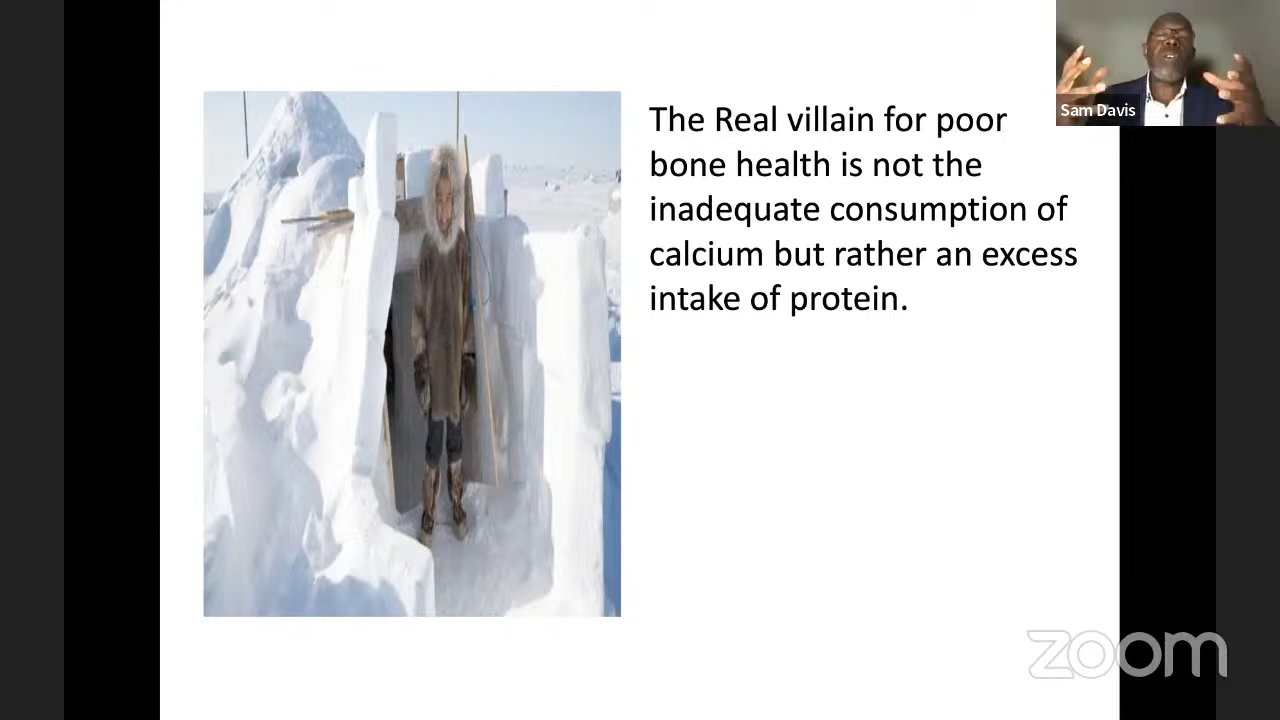 The Real villain for poor
bone health is not the
inadequate consumption of
calcium but rather an excess
intake of protein.
Sam Davis
zoom